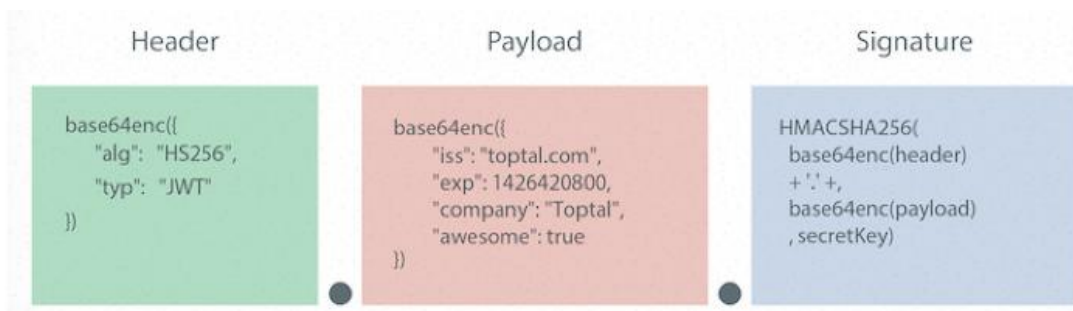 Header
base64enc({
"alg": "HS256",
"typ": "JWT"
})
Payload
base64enc({
"iss": "toptal.com",
"exp": 1426420800,
"company": "Toptal",
"awesome": true
})
Signature
HMACSHA256(
base64enc(header)
+ '.' +,
base64enc(payload)
, secretKey)